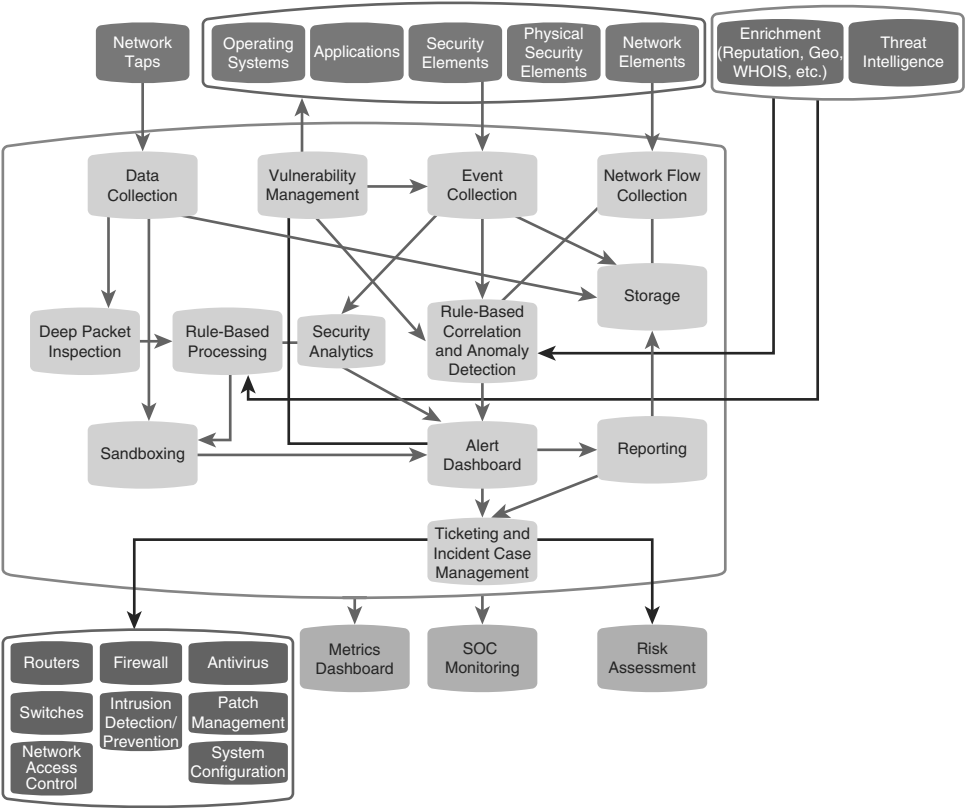 Network
Taps
Operating
Systems
Applications
Security
Elements
Physical
Security
Elements
Network
Elements
Enrichment
(Reputation, Geo,
WHOIS, etc.)
Threat
Intelligence
Data
Collection
Vulnerability
Management
Event
Collection
Network Flow
Collection
Storage
Deep Packet
Inspection
Rule-Based
Processing
Security
Analytics
Rule-Based
Correlation
and Anomaly
Detection
Sandboxing
Alert
Dashboard
Reporting
Ticketing and
Incident Case
Management
Metrics
Dashboard
SOC
Monitoring
Risk
Assessment
Routers
Firewall
Antivirus
Switches
Intrusion
Detection/
Prevention
Patch
Management
Network
Access
Control
System
Configuration